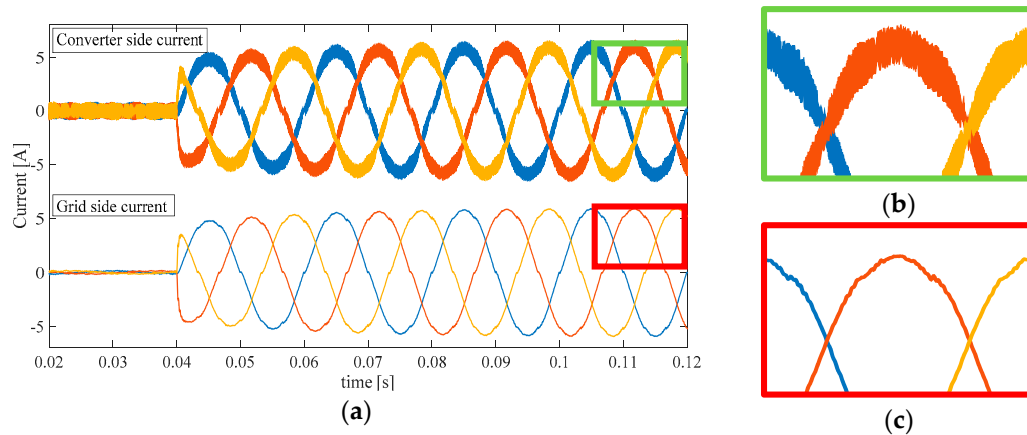 Converter side current
5
0
-5
Current [A]
Grid side current
5
0
-5
0.02 0.03 0.04 0.05 0.06 0.07 0.08 0.09 0.1 0.11 0.12
time [s]
(a)
(b)
(c)